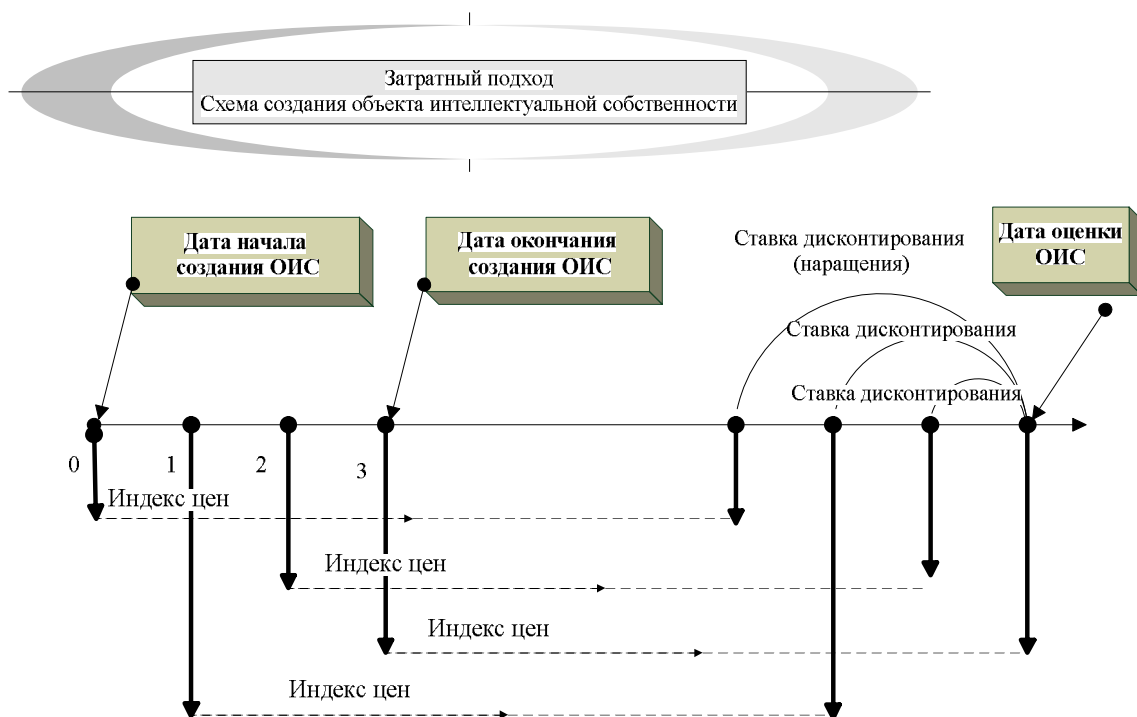 Затратный подход
Схема создания объекта интеллектуальной собственности
Дата начала
создания ОИС
Дата окончания
создания ОИС
Ставка дисконтирования
(наращения)
Дата оценки
ОИС
Ставка дисконтирования
Ставка дисконтирования
0
1
2
3
Индекс цен
Индекс цен
Индекс цен
Индекс цен